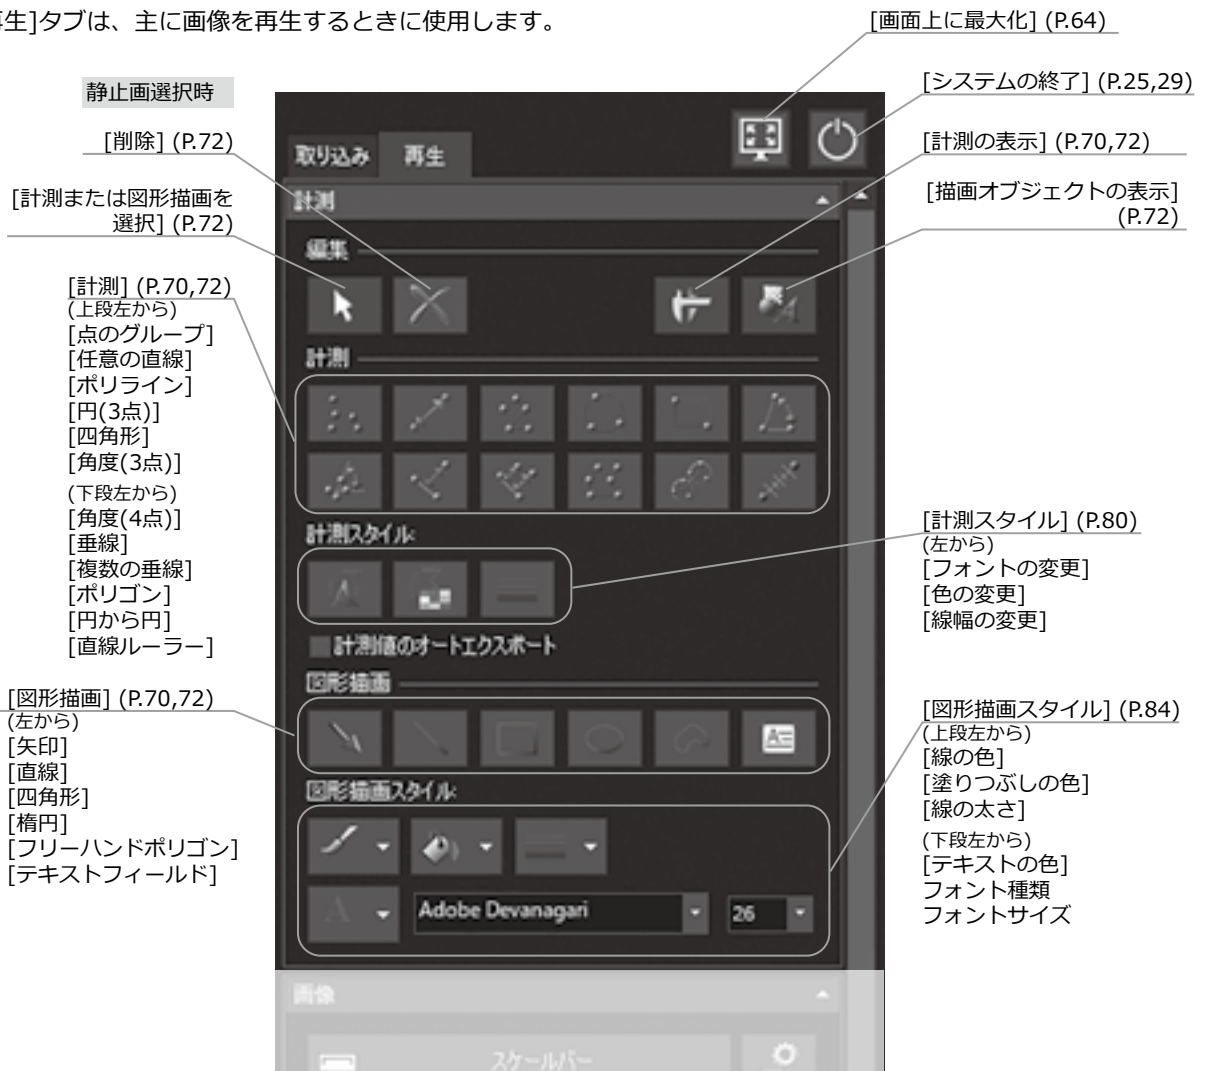 生]タブは、主に画像を再生するときに使用します。
[画面上に最大化] (P.64)
静止画選択時
[システムの終了] (P.25,29)
[削除] (P.72)
[計測の表示] (P.70,72)
[計測または図形描画を
選択] (P.72)
[描画オブジェクトの表示]
(P.72)
[計測] (P.70,72)
(上段左から)
[点のグループ]
[任意の直線]
[ポリライン]
[円(3点)]
[四角形]
[角度(3点)]
(下段左から)
[角度(4点)]
[垂線]
[複数の垂線]
[ポリゴン]
[円から円]
[直線ルーラー]
[図形描画] (P.70,72)
(左から)
[矢印]
[直線]
[四角形]
[楕円]
[フリーハンドポリゴン]
[テキストフィールド]
取り込み 再生
計測
編集
計測
計測スタイル:
計測値のオートエクスポート
図形描画
図形描画スタイル:
Adobe Devanagari 26
画像
スケールバー
[計測スタイル] (P.80)
(左から)
[フォントの変更]
[色の変更]
[線幅の変更]
[図形描画スタイル] (P.84)
(上段左から)
[線の色]
[塗りつぶしの色]
[線の太さ]
(下段左から)
[テキストの色]
フォント種類
フォントサイズ